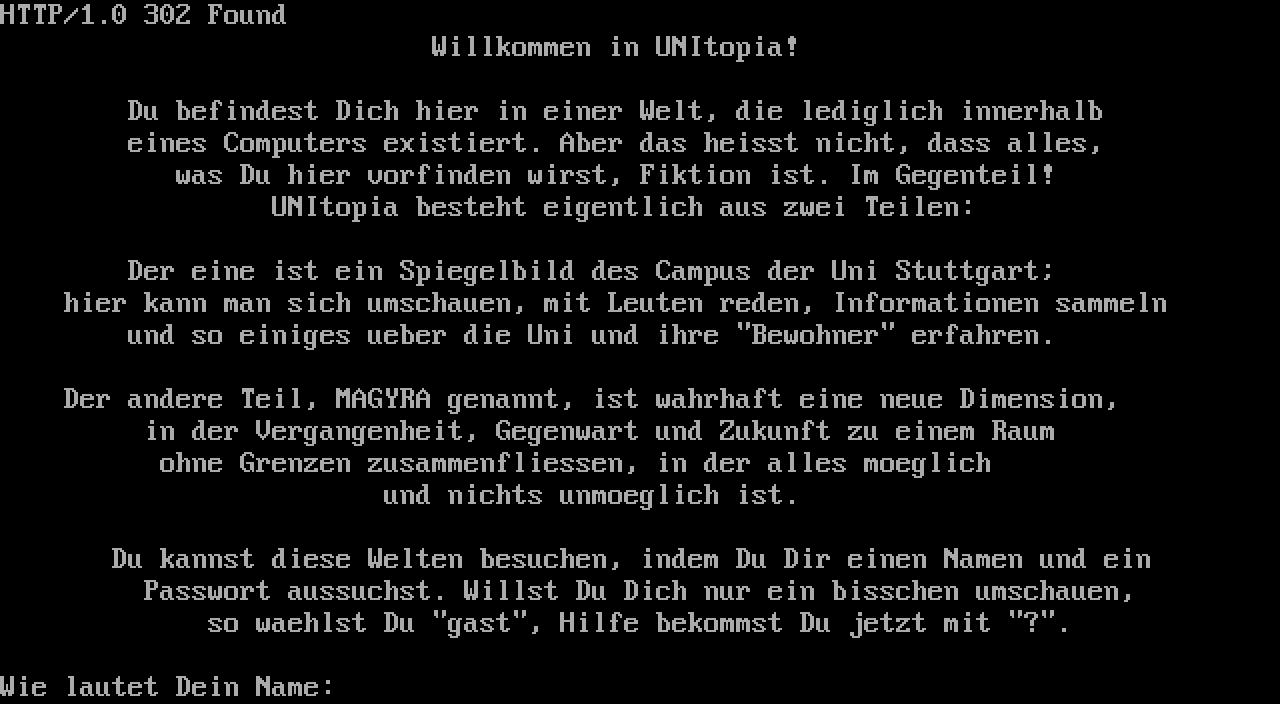 HTTP/1.0 302 Found
Willkommen in UNItopia!
Du befindest Dich hier in einer Welt, die lediglich innerhalb
eines Computers existiert. Aber das heisst nicht, dass alles,
was Du hier vorfinden wirst, Fiktion ist. Im Gegenteil!
UNItopia besteht eigentlich aus zwei Teilen:
Der eine ist ein Spiegelbild des Campus der Uni Stuttgart;
hier kann man sich umschauen, mit Leuten reden, Informationen sammeln
und so einiges ueber die Uni und ihre "Bewohner" erfahren.
Der andere Teil, MAGYRA genannt, ist wahrhaft eine neue Dimension,
in der Vergangenheit, Gegenwart und Zukunft zu einem Raum
ohne Grenzen zusammenfliessen, in der alles moeglich
und nichts unmoeglich ist.
Du kannst diese Welten besuchen, indem Du Dir einen Namen und ein
Passwort aussuchst. Willst Du Dich nur ein bisschen umschauen,
so waehlst Du "gast", Hilfe bekommst Du jetzt mit "?".
Wie lautet Dein Name: